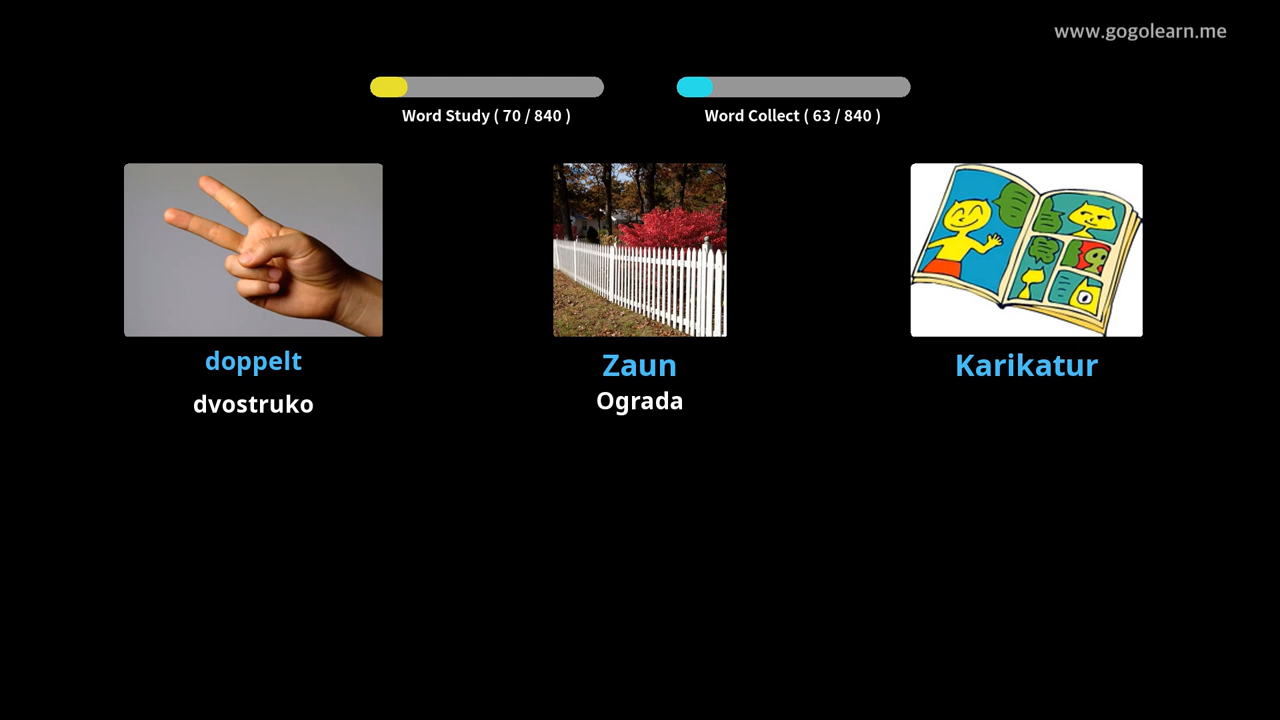 www.gogolearn.me
Word Study ( 70 / 840 )
Word Collect ( 63 / 840 )
doppelt
dvostruko
Zaun
Ograda
Karikatur